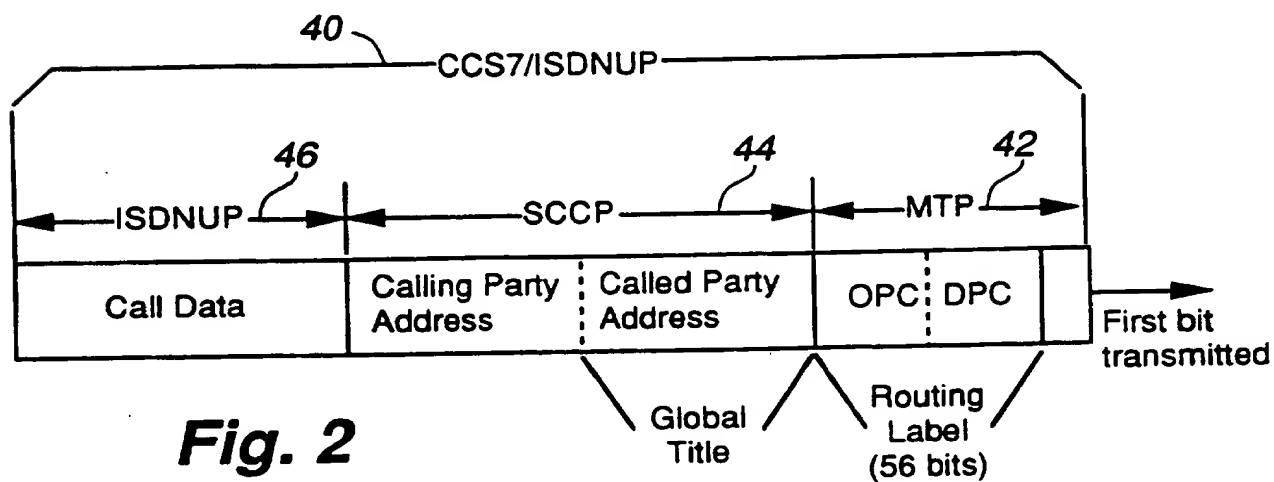 40
CCS7/ISDNUP
46
44
42
ISDNUP
SCCP
MTP
Call Data
Calling Party
Address
Called Party
Address
OPC
DPC
First bit
transmitted
Global
Title
Routing
Label
(56 bits)
Fig. 2